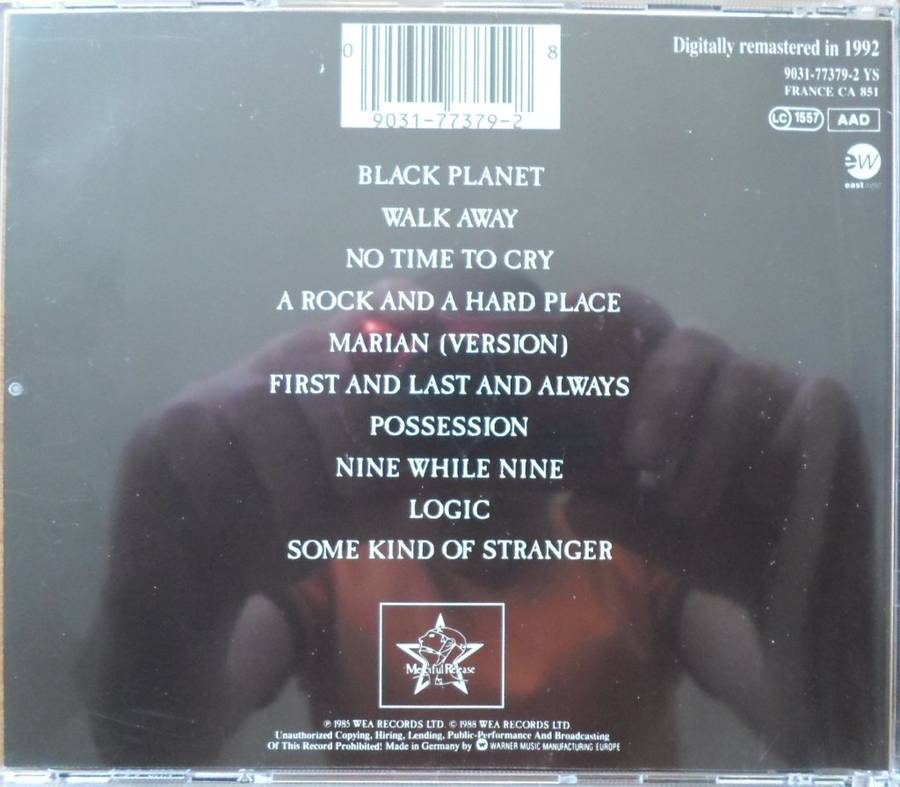 0 8
9031-77379-2
Digitally remastered in 1992
9031-77379-2 YS
FRANCE CA 851
LC 1557 AAD
ew
eastwest
BLACK PLANET
WALK AWAY
NO TIME TO CRY
A ROCK AND A HARD PLACE
MARIAN (VERSION)
FIRST AND LAST AND ALWAYS
POSSESSION
NINE WHILE NINE
LOGIC
SOME KIND OF STRANGER
Merciful Release
℗ 1985 WEA RECORDS LTD. © 1988 WEA RECORDS LTD.
Unauthorized Copying, Hiring, Lending, Public-Performance And Broadcasting
Of This Record Prohibited! Made in Germany by WARNER MUSIC MANUFACTURING EUROPE